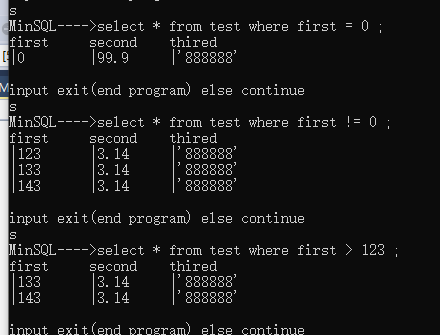 s
MinSQL---->select * from test where first = 0 ;
first second thired
|0 |99.9 |'888888'
input exit(end program) else continue
s
MinSQL---->select * from test where first != 0 ;
first second thired
|123 |3.14 |'888888'
|133 |3.14 |'888888'
|143 |3.14 |'888888'
input exit(end program) else continue
s
MinSQL---->select * from test where first > 123 ;
first second thired
|133 |3.14 |'888888'
|143 |3.14 |'888888'
input exit(end program) else continue